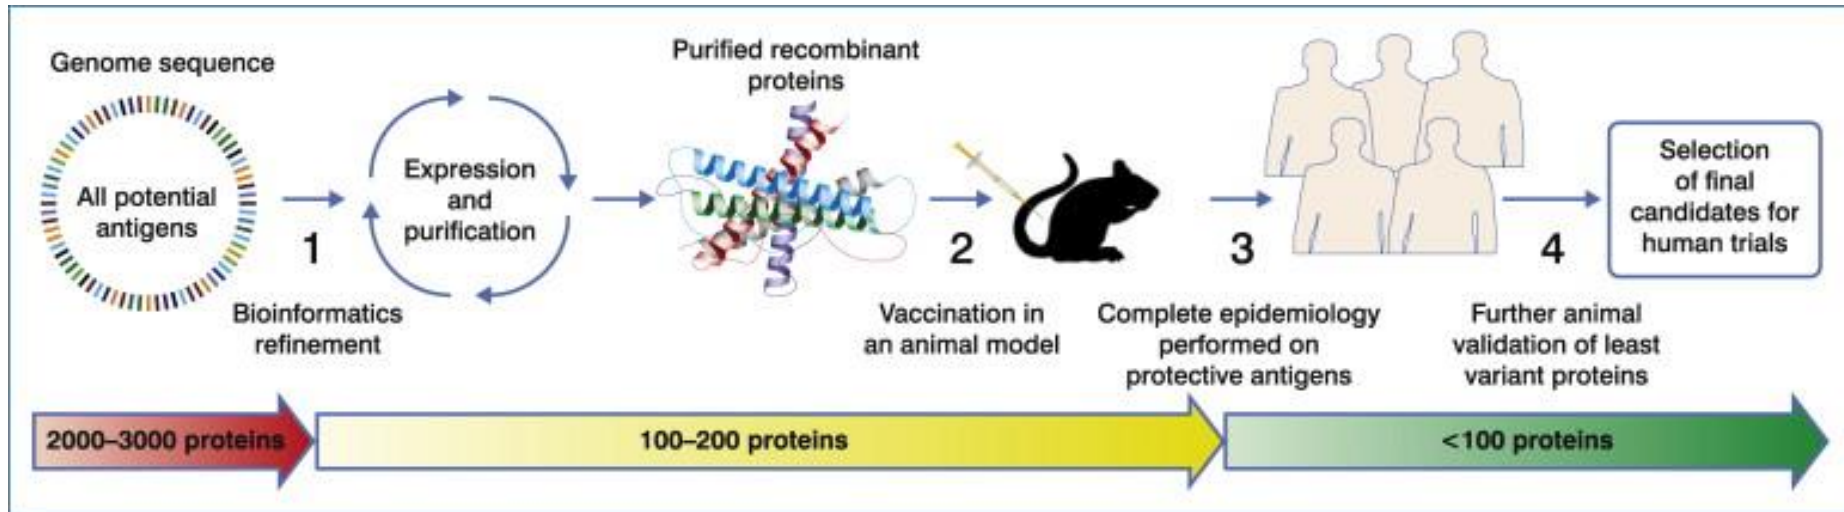 Genome sequence
All potential
antigens
1
Bioinformatics
refinement
Expression
and
purification
Purified recombinant
proteins
2
Vaccination in
an animal model
3
Complete epidemiology
performed on
protective antigens
4
Further animal
validation of least
variant proteins
Selection
of final
candidates for
human trials
2000–3000 proteins
100–200 proteins
<100 proteins